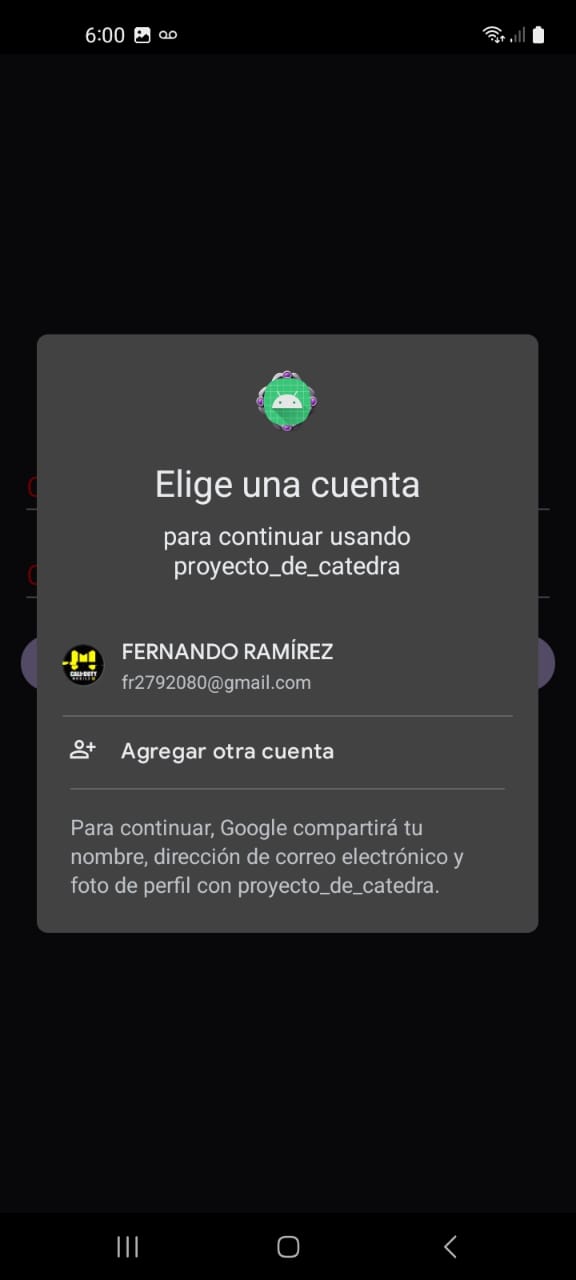 6:00
Elige una cuenta
para continuar usando
proyecto_de_catedra
FERNANDO RAMÍREZ
fr2792080@gmail.com
Agregar otra cuenta
Para continuar, Google compartirá tu
nombre, dirección de correo electrónico y
foto de perfil con proyecto_de_catedra.